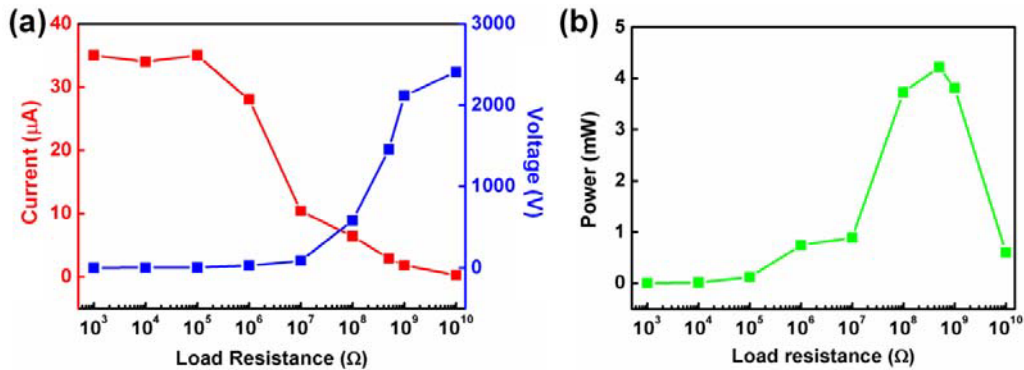 (a)
40
30
20
10
0
Current (μA)
3000
2000
1000
0
Voltage (V)
10³ 10⁴ 10⁵ 10⁶ 10⁷ 10⁸ 10⁹ 10¹⁰
Load Resistance (Ω)
(b)
5
4
3
2
1
0
Power (mW)
10³ 10⁴ 10⁵ 10⁶ 10⁷ 10⁸ 10⁹ 10¹⁰
Load resistance (Ω)